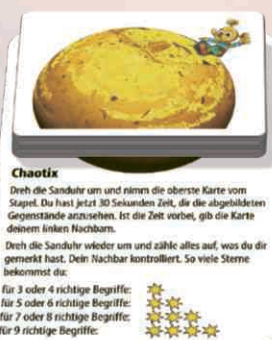 Chaotix
Dreh die Sanduhr um und nimm die oberste Karte vom
Stapel. Du hast jetzt 30 Sekunden Zeit, dir die abgebildeten
Gegenstände anzusehen. Ist die Zeit vorbei, gib die Karte
deinem linken Nachbarn.
Dreh die Sanduhr wieder um und zähle alles auf, was du dir
gemerkt hast. Dein Nachbar kontrolliert. So viele Sterne
bekommst du:
für 3 oder 4 richtige Begriffe:
für 5 oder 6 richtige Begriffe:
für 7 oder 8 richtige Begriffe:
für 9 richtige Begriffe: